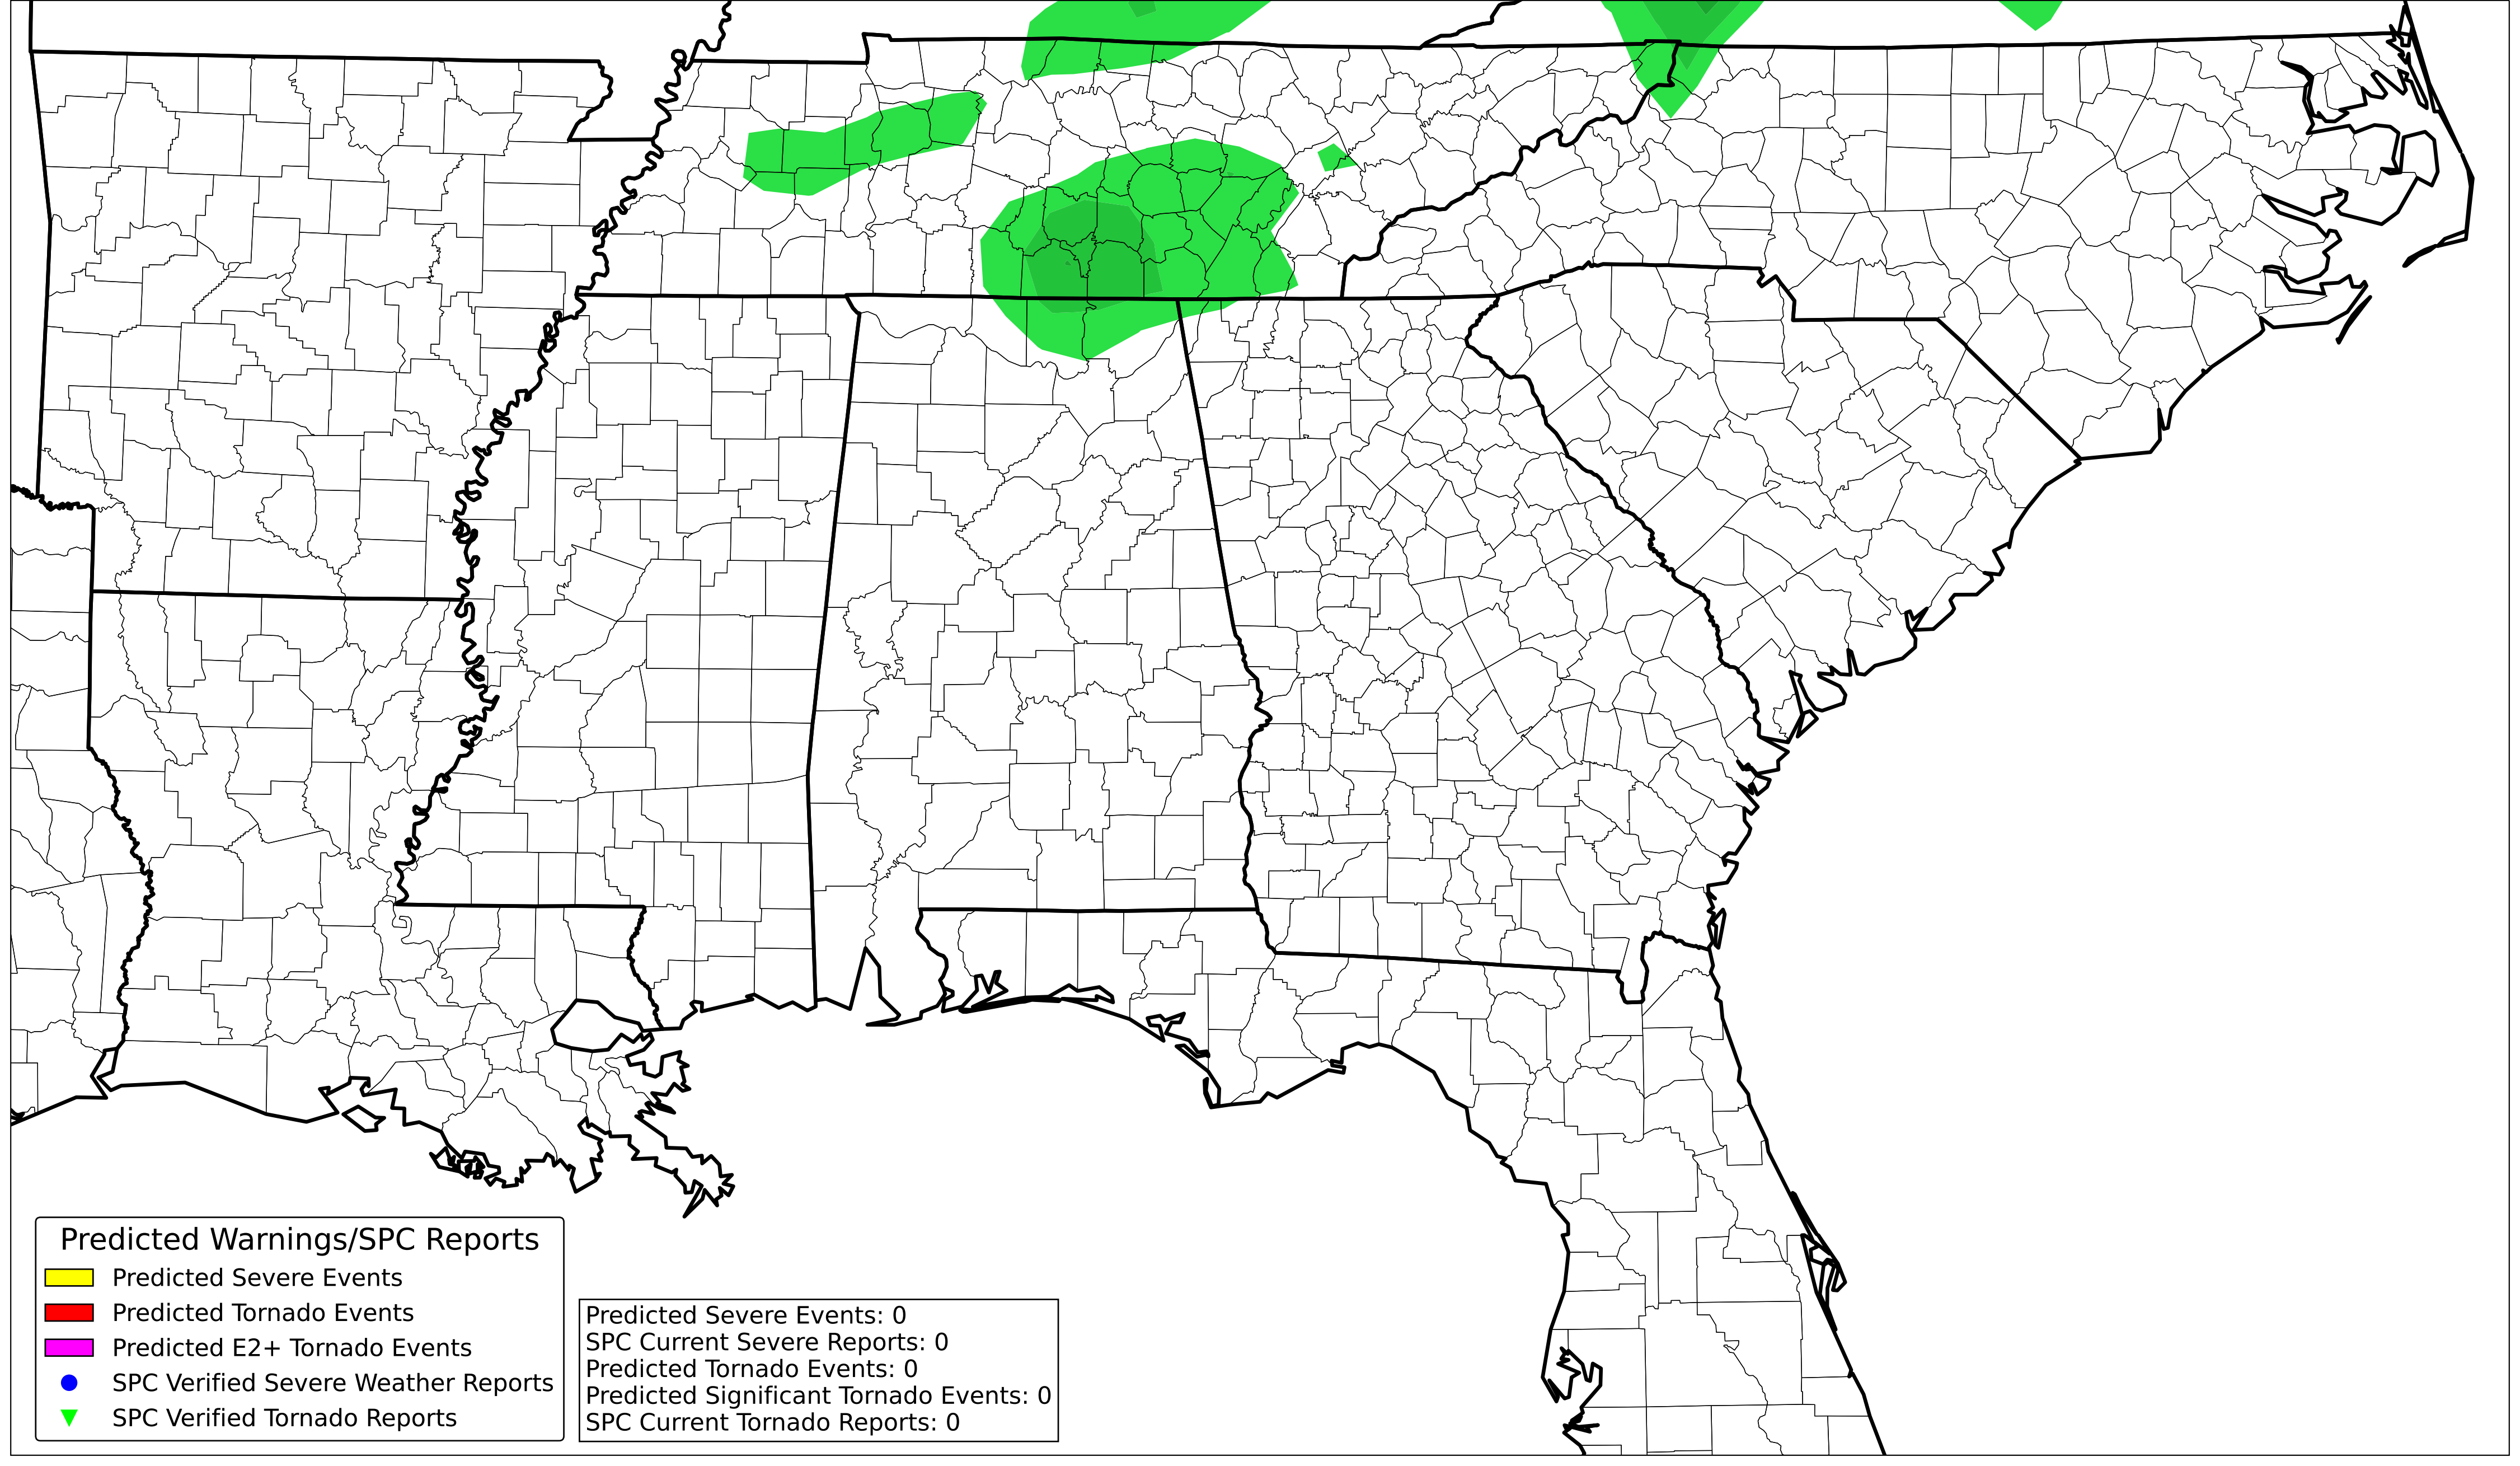 Predicted Warnings/SPC Reports
Predicted Severe Events
Predicted Tornado Events
Predicted E2+ Tornado Events
SPC Verified Severe Weather Reports
SPC Verified Tornado Reports
Predicted Severe Events: 0
SPC Current Severe Reports: 0
Predicted Tornado Events: 0
Predicted Significant Tornado Events: 0
SPC Current Tornado Reports: 0